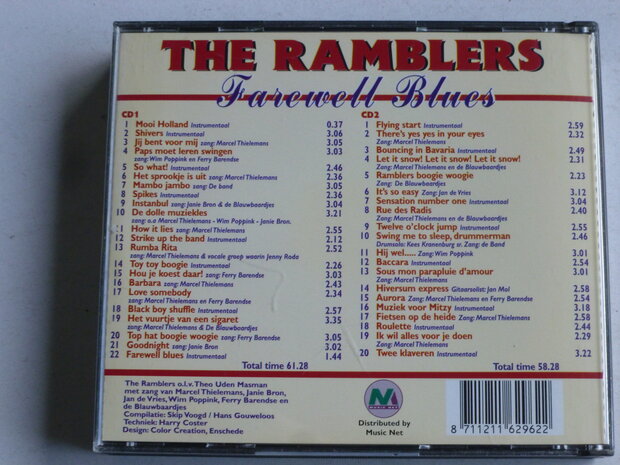 THE RAMBLERS
Farewell Blues
CD1
1 Mooi Holland Instrumentaal 0.37
2 Shivers Instrumentaal 3.06
3 Jij bent voor mij zang: Marcel Thielemans 3.05
4 Paps moet leren swingen 3.03
zang: Wim Poppink en Ferry Barendse
5 So what! Instrumentaal 2.46
6 Het sprookje is uit zang: Marcel Thielemans 2.36
7 Mambo jambo zang: De band 3.05
8 Spikes Instrumentaal 2.36
9 Instanbul zang: Janie Bron & de Blauwbaardjes 3.04
10 De dolle muziekles 3.21
zang: o.a Marcel Thielemans - Wim Poppink - Janie Bron.
11 How it lies zang: Marcel Thielemans 2.55
12 Strike up the band Instrumentaal 2.12
13 Rumba Rita 2.52
zang: Marcel Thielemans & vocale groep waarin Jenny Roda
14 Toy toy boogie Instrumentaal 2.26
15 Hou je koest daar! zang: Ferry Barendse 3.03
16 Barbara zang: Marcel Thielemans 2.43
17 Love somebody 2.34
zang: Marcel Thielemans en Ferry Barendse
18 Black boy shuffle Instrumentaal 2.57
19 Het vuurtje van een sigaret 3.35
zang: Marcel Thielemans & De Blauwbaardjes
20 Top hat boogie woogie zang: Ferry Barendse 3.05
21 Goodnight zang: Janie Bron 3.02
22 Farewell blues Instrumentaal 1.44
Total time 61.28
CD2
1 Flying start Instrumentaal 2.59
2 There's yes yes in your eyes 2.32
Zang: Marcel Thielemans
3 Bouncing in Bavaria Instrumentaal 2.49
4 Let it snow! Let it snow! Let it snow! 2.31
Zang: Marcel Thielemans en de Blauwbaardjes
5 Ramblers boogie woogie 2.23
Zang: De Blauwbaardjes
6 It's so easy Zang: Jan de Vries 3.12
7 Sensation number one Instrumentaal 3.04
8 Rue des Radis 2.40
Zang: Marcel Thielemans en de Blauwbaardjes
9 Twelve o'clock jump Instrumentaal 2.55
10 Swing me to sleep, drummerman 2.46
Drumsolo: Kees Kranenburg sr. Zang: de Band
11 Hij wel..... Zang: Wim Poppink 3.01
12 Baccara Instrumentaal 2.54
13 Sous mon parapluie d'amour 3.01
Zang: Marcel Thielemans
14 Hiversum express Gitaarsolist: Jan Mol 2.58
15 Aurora Zang: Marcel Thielemans en Ferry Barendse 2.54
16 Muziek voor Mitzy Instrumentaal 3.18
17 Fietsen op de heide Zang: Marcel Thielemans 2.58
18 Roulette Instrumentaal 2.44
19 Ik wil alles voor je doen 2.29
Zang: Marcel Thielemans
20 Twee klaveren Instrumentaal 3.22
Total time 58.28
The Ramblers o.l.v. Theo Uden Masman
met zang van Marcel Thielemans, Janie Bron,
Jan de Vries, Wim Poppink, Ferry Barendse en
de Blauwbaardjes
Compilatie: Skip Voogd / Hans Gouweloos
Techniek: Harry Coster
Design: Color Creation, Enschede
MUSIC NET
Distributed by
Music Net
8 711211 629622